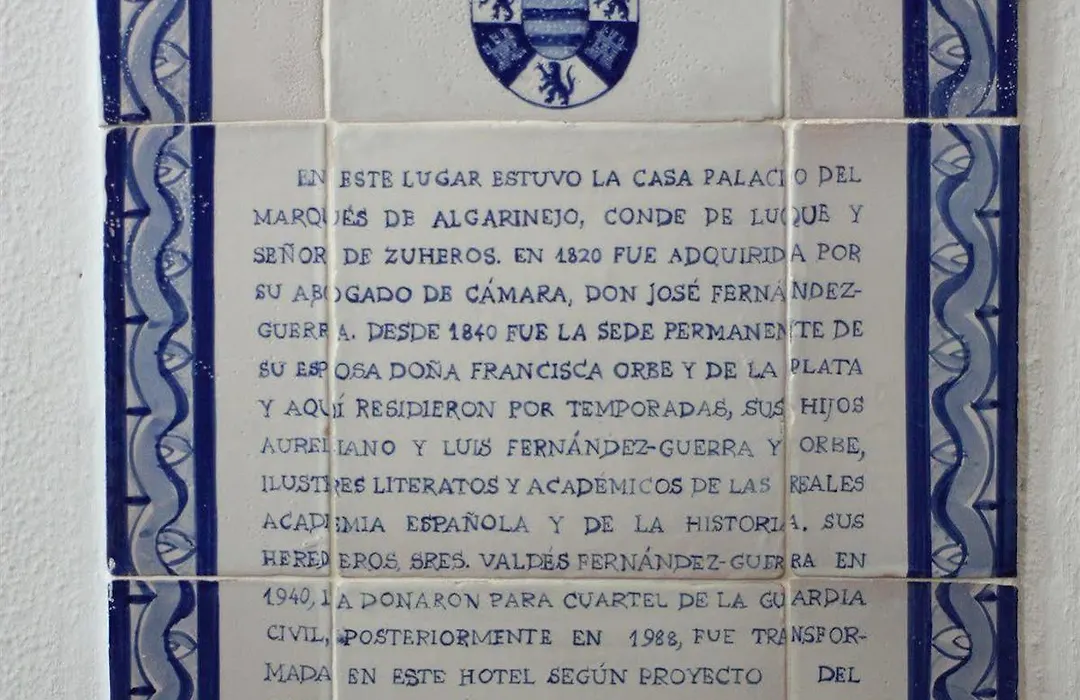 EN ESTE LUGAR ESTUVO LA CASA PALACIO DEL
MARQUÉS DE ALGARINEJO, CONDE DE LUQUE Y
SEÑOR DE ZUHEROS. EN 1820 FUE ADQUIRIDA POR
SU ABOGADO DE CÁMARA, DON JOSÉ FERNÁNDEZ-
GUERRA. DESDE 1840 FUE LA SEDE PERMANENTE DE
SU ESPOSA DOÑA FRANCISCA ORBE Y DE LA PLATA
Y AQUÍ RESIDIERON POR TEMPORADAS, SUS HIJOS
AURELIANO Y LUIS FERNÁNDEZ-GUERRA Y ORBE,
ILUSTRES LITERATOS Y ACADÉMICOS DE LAS REALES
ACADEMIA ESPAÑOLA Y DE LA HISTORIA. SUS
HEREDEROS, SRES. VALDÉS FERNÁNDEZ-GUERRA EN
1940, LA DONARON PARA CUARTEL DE LA GUARDIA
CIVIL, POSTERIORMENTE EN 1988, FUE TRANSFOR-
MADA EN ESTE HOTEL SEGÚN PROYECTO DEL